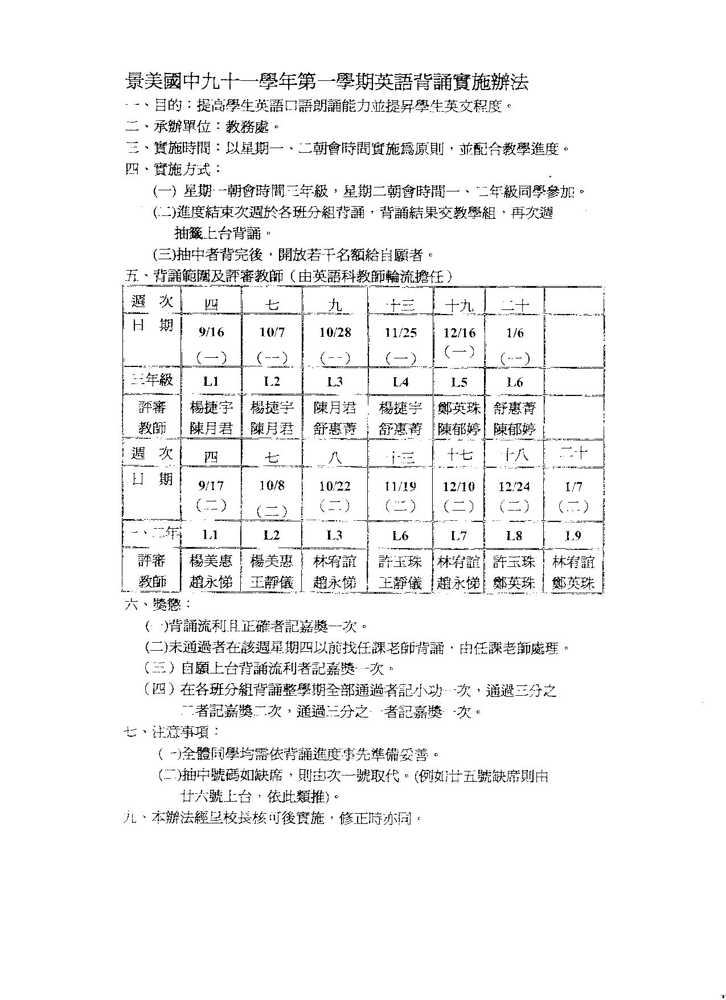 景美國中九十一學年第一學期英語背誦實施辦法
一、目的：提高學生英語口語朗誦能力並提昇學生英文程度。
二、承辦單位：教務處。
三、實施時間：以星期一、二朝會時間實施為原則，並配合教學進度。
四、實施方式：
(一) 星期一朝會時間三年級，星期二朝會時間一、二年級同學參加。
(二)進度結束次週於各班分組背誦，背誦結果交教學組，再次週
抽籤上台背誦。
(三)抽中者背完後，開放若干名額給自願者。
五、背誦範圍及評審教師（由英語科教師輪流擔任）
週 次 四 七 九 十三 十九 二十
日 期 9/16 10/7 10/28 11/25 12/16 1/6
（一） （一） （一） （一） （一） （一）
三年級 L1 L2 L3 L4 L5 L6
評審 楊捷宇 楊捷宇 陳月君 楊捷宇 鄭英珠 舒惠菁
教師 陳月君 陳月君 舒惠菁 舒惠菁 陳郁婷 陳郁婷
週 次 四 七 八 十三 十七 十八 二十
日 期 9/17 10/8 10/22 11/19 12/10 12/24 1/7
（二） （二） （二） （二） （二） （二） （二）
一、二年 L1 L2 L3 L6 L7 L8 L9
評審 楊美惠 楊美惠 林宥誼 許玉珠 林宥誼 許玉珠 林宥誼
教師 趙永悌 王靜儀 趙永悌 王靜儀 趙永悌 鄭英珠 鄭英珠
六、獎懲：
(一)背誦流利且正確者記嘉獎一次。
(二)未通過者在該週星期四以前找任課老師背誦，由任課老師處理。
（三）自願上台背誦流利者記嘉獎一次。
（四）在各班分組背誦整學期全部通過者記小功一次，通過三分之
二者記嘉獎二次，通過三分之一者記嘉獎一次。
七、注意事項：
(一)全體同學均需依背誦進度事先準備妥善。
(二)抽中號碼如缺席，則由次一號取代。(例如廿五號缺席則由
廿六號上台，依此類推)。
九、本辦法經呈校長核可後實施，修正時亦同。